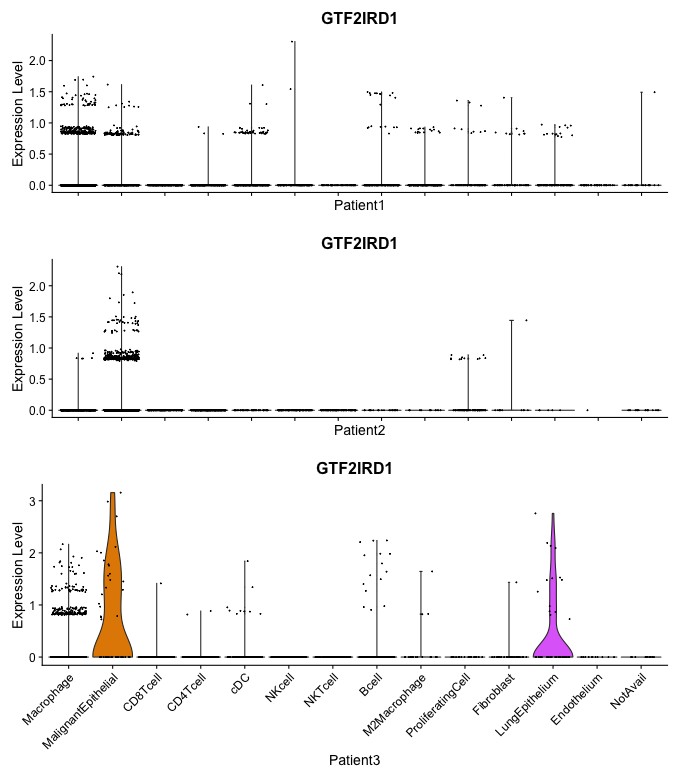 GTF2IRD1
Expression Level
2.0
1.5
1.0
0.5
0.0
Patient1
GTF2IRD1
Expression Level
2.0
1.5
1.0
0.5
0.0
Patient2
GTF2IRD1
Expression Level
3
2
1
0
Macrophage
MalignantEpithelial
CD8Tcell
CD4Tcell
cDC
NKcell
NKTcell
Bcell
M2Macrophage
ProliferatingCell
Fibroblast
LungEpithelium
Endothelium
NotAvail
Patient3